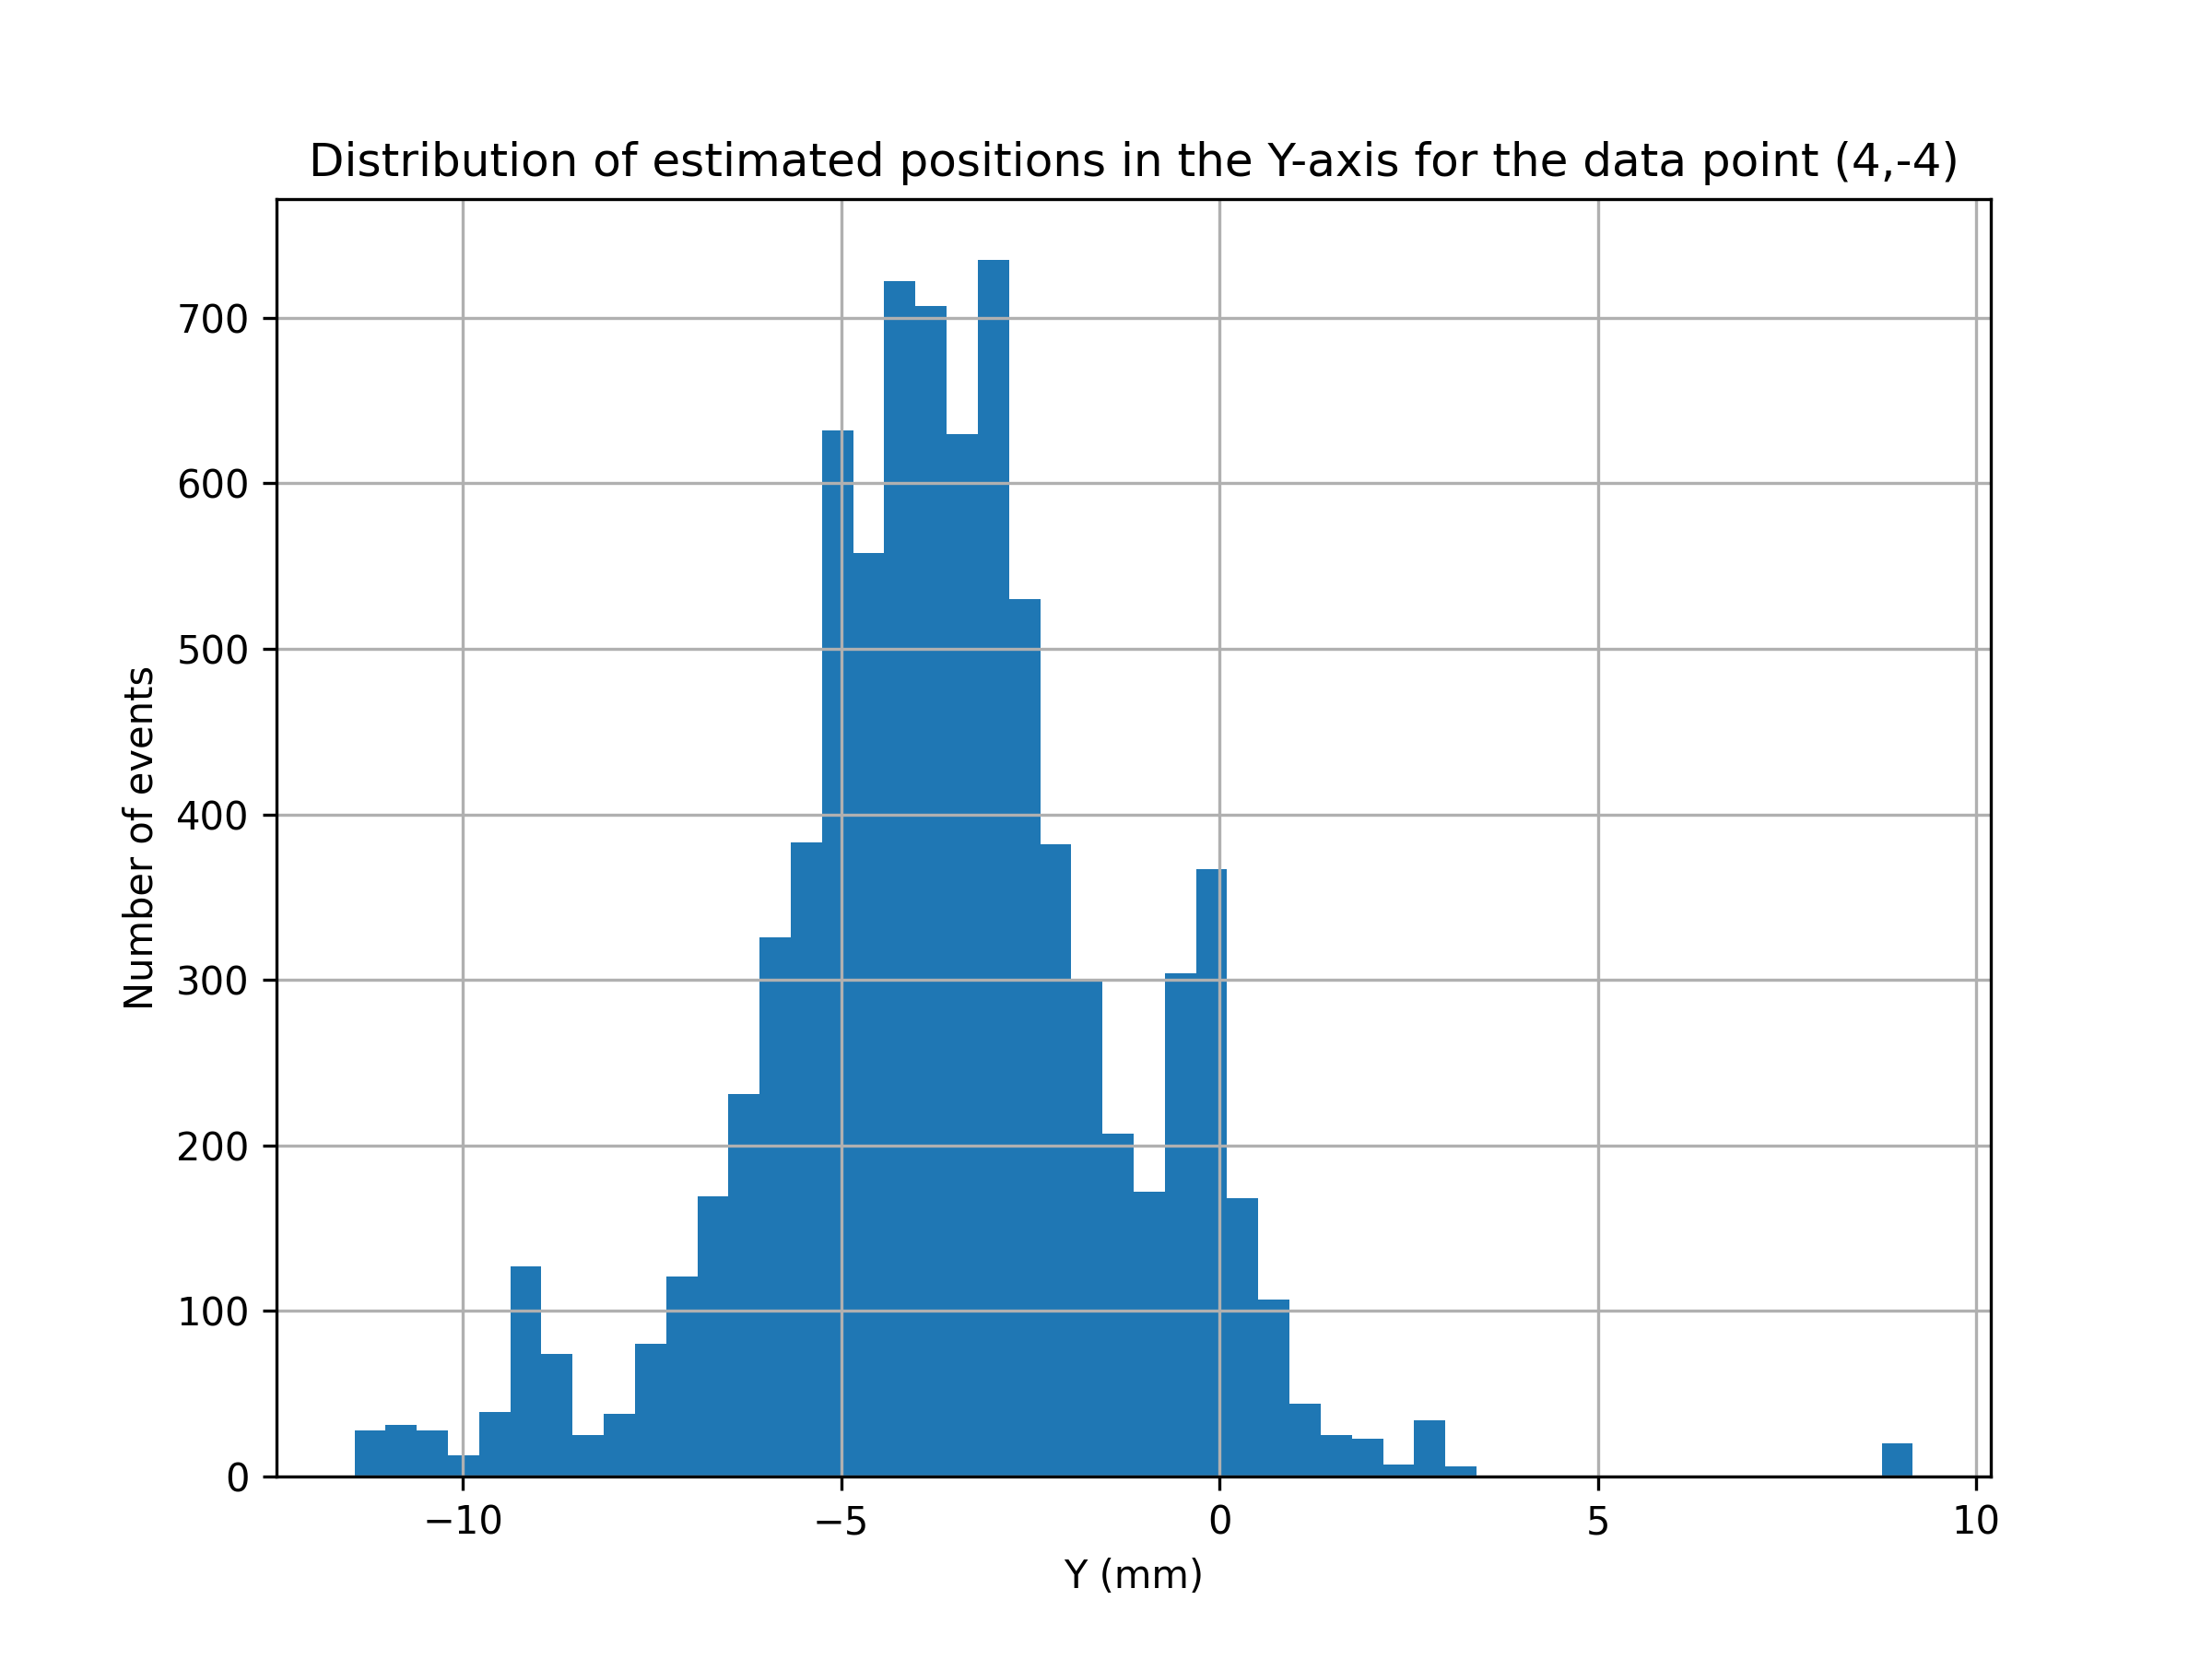 Distribution of estimated positions in the Y-axis for the data point (4,-4)
700
600
500
400
300
200
100
0
Number of events
−10 −5 0 5 10
Y (mm)